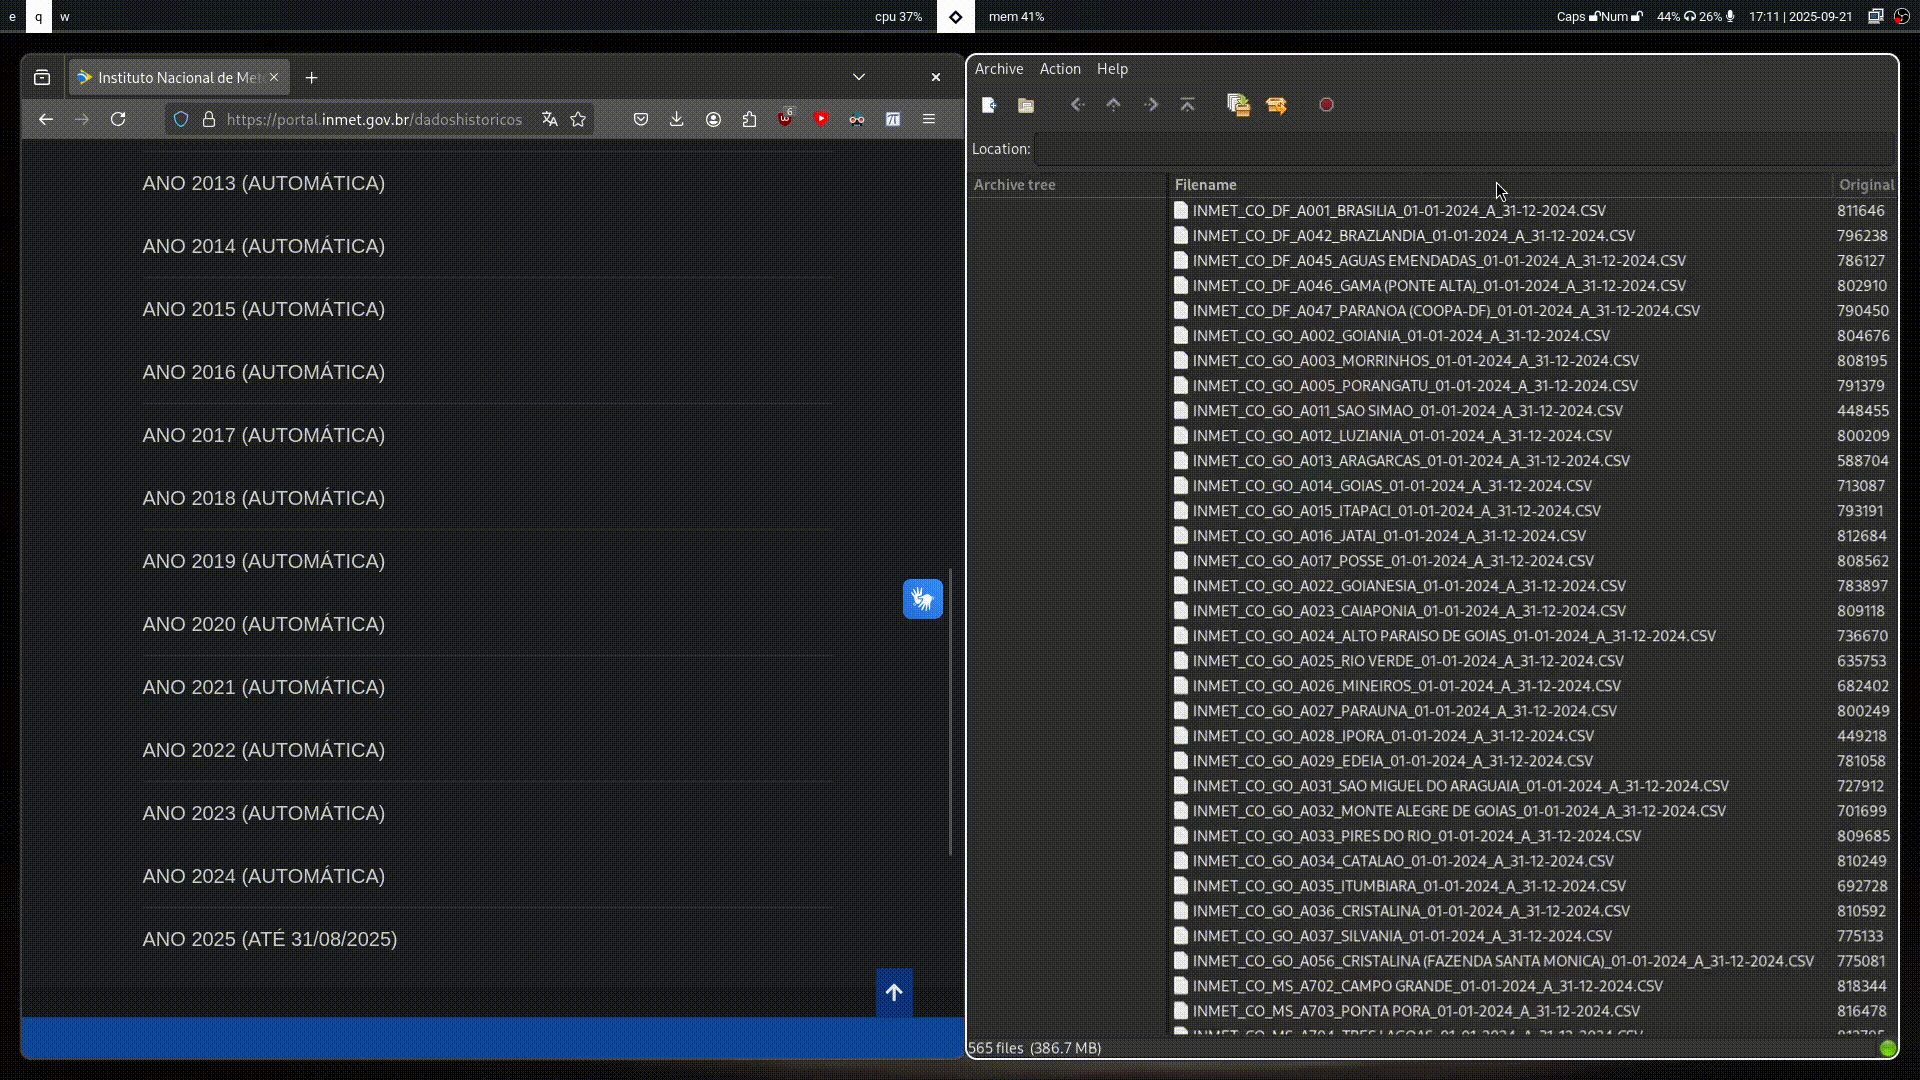 e q w cpu 37% mem 41% Caps Num 44% 26% 17:11 | 2025-09-21
Instituto Nacional de Met
https://portal.inmet.gov.br/dadoshistoricos
6
ANO 2013 (AUTOMÁTICA)
ANO 2014 (AUTOMÁTICA)
ANO 2015 (AUTOMÁTICA)
ANO 2016 (AUTOMÁTICA)
ANO 2017 (AUTOMÁTICA)
ANO 2018 (AUTOMÁTICA)
ANO 2019 (AUTOMÁTICA)
ANO 2020 (AUTOMÁTICA)
ANO 2021 (AUTOMÁTICA)
ANO 2022 (AUTOMÁTICA)
ANO 2023 (AUTOMÁTICA)
ANO 2024 (AUTOMÁTICA)
ANO 2025 (ATÉ 31/08/2025)
Archive Action Help
Location:
Archive tree Filename Original
INMET_CO_DF_A001_BRASILIA_01-01-2024_A_31-12-2024.CSV 811646
INMET_CO_DF_A042_BRAZLANDIA_01-01-2024_A_31-12-2024.CSV 796238
INMET_CO_DF_A045_AGUAS EMENDADAS_01-01-2024_A_31-12-2024.CSV 786127
INMET_CO_DF_A046_GAMA (PONTE ALTA)_01-01-2024_A_31-12-2024.CSV 802910
INMET_CO_DF_A047_PARANOA (COOPA-DF)_01-01-2024_A_31-12-2024.CSV 790450
INMET_CO_GO_A002_GOIANIA_01-01-2024_A_31-12-2024.CSV 804676
INMET_CO_GO_A003_MORRINHOS_01-01-2024_A_31-12-2024.CSV 808195
INMET_CO_GO_A005_PORANGATU_01-01-2024_A_31-12-2024.CSV 791379
INMET_CO_GO_A011_SAO SIMAO_01-01-2024_A_31-12-2024.CSV 448455
INMET_CO_GO_A012_LUZIANIA_01-01-2024_A_31-12-2024.CSV 800209
INMET_CO_GO_A013_ARAGARCAS_01-01-2024_A_31-12-2024.CSV 588704
INMET_CO_GO_A014_GOIAS_01-01-2024_A_31-12-2024.CSV 713087
INMET_CO_GO_A015_ITAPACI_01-01-2024_A_31-12-2024.CSV 793191
INMET_CO_GO_A016_JATAI_01-01-2024_A_31-12-2024.CSV 812684
INMET_CO_GO_A017_POSSE_01-01-2024_A_31-12-2024.CSV 808562
INMET_CO_GO_A022_GOIANESIA_01-01-2024_A_31-12-2024.CSV 783897
INMET_CO_GO_A023_CAIAPONIA_01-01-2024_A_31-12-2024.CSV 809118
INMET_CO_GO_A024_ALTO PARAISO DE GOIAS_01-01-2024_A_31-12-2024.CSV 736670
INMET_CO_GO_A025_RIO VERDE_01-01-2024_A_31-12-2024.CSV 635753
INMET_CO_GO_A026_MINEIROS_01-01-2024_A_31-12-2024.CSV 682402
INMET_CO_GO_A027_PARAUNA_01-01-2024_A_31-12-2024.CSV 800249
INMET_CO_GO_A028_IPORA_01-01-2024_A_31-12-2024.CSV 449218
INMET_CO_GO_A029_EDEIA_01-01-2024_A_31-12-2024.CSV 781058
INMET_CO_GO_A031_SAO MIGUEL DO ARAGUAIA_01-01-2024_A_31-12-2024.CSV 727912
INMET_CO_GO_A032_MONTE ALEGRE DE GOIAS_01-01-2024_A_31-12-2024.CSV 701699
INMET_CO_GO_A033_PIRES DO RIO_01-01-2024_A_31-12-2024.CSV 809685
INMET_CO_GO_A034_CATALAO_01-01-2024_A_31-12-2024.CSV 810249
INMET_CO_GO_A035_ITUMBIARA_01-01-2024_A_31-12-2024.CSV 692728
INMET_CO_GO_A036_CRISTALINA_01-01-2024_A_31-12-2024.CSV 810592
INMET_CO_GO_A037_SILVANIA_01-01-2024_A_31-12-2024.CSV 775133
INMET_CO_GO_A056_CRISTALINA (FAZENDA SANTA MONICA)_01-01-2024_A_31-12-2024.CSV 775081
INMET_CO_MS_A702_CAMPO GRANDE_01-01-2024_A_31-12-2024.CSV 818344
INMET_CO_MS_A703_PONTA PORA_01-01-2024_A_31-12-2024.CSV 816478
565 files (386.7 MB)